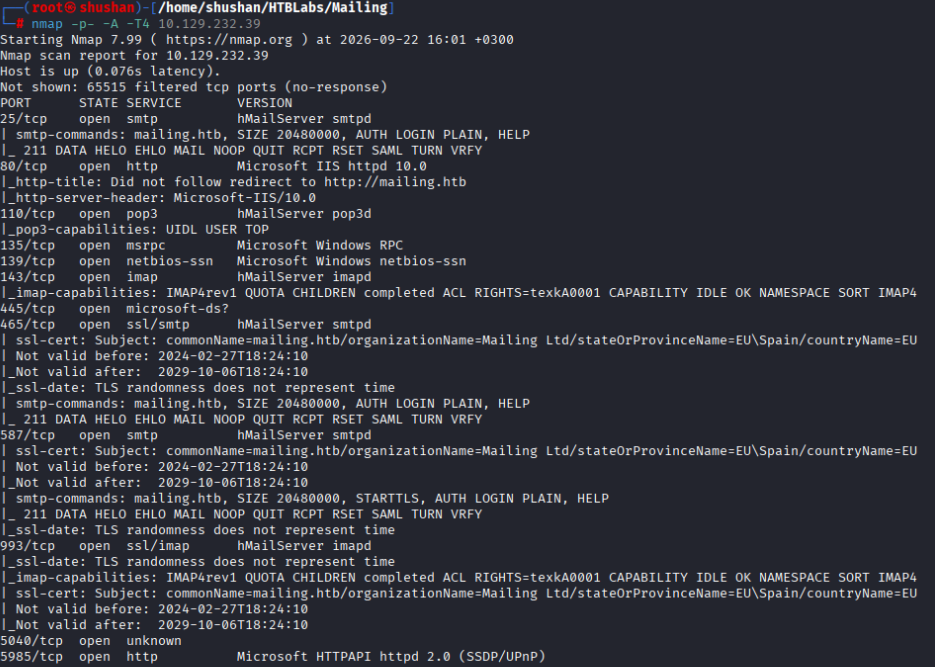 ┌──(root㉿shushan)-[/home/shushan/HTBLabs/Mailing]
└─# nmap -p- -A -T4 10.129.232.39
Starting Nmap 7.99 ( https://nmap.org ) at 2026-09-22 16:01 +0300
Nmap scan report for 10.129.232.39
Host is up (0.076s latency).
Not shown: 65515 filtered tcp ports (no-response)
PORT      STATE SERVICE       VERSION
25/tcp    open  smtp          hMailServer smtpd
| smtp-commands: mailing.htb, SIZE 20480000, AUTH LOGIN PLAIN, HELP
|_ 211 DATA HELO EHLO MAIL NOOP QUIT RCPT RSET SAML TURN VRFY
80/tcp    open  http          Microsoft IIS httpd 10.0
|_http-title: Did not follow redirect to http://mailing.htb
|_http-server-header: Microsoft-IIS/10.0
110/tcp   open  pop3          hMailServer pop3d
|_pop3-capabilities: UIDL USER TOP
135/tcp   open  msrpc         Microsoft Windows RPC
139/tcp   open  netbios-ssn   Microsoft Windows netbios-ssn
143/tcp   open  imap          hMailServer imapd
|_imap-capabilities: IMAP4rev1 QUOTA CHILDREN completed ACL RIGHTS=texkA0001 CAPABILITY IDLE OK NAMESPACE SORT IMAP4
445/tcp   open  microsoft-ds?
465/tcp   open  ssl/smtp      hMailServer smtpd
| ssl-cert: Subject: commonName=mailing.htb/organizationName=Mailing Ltd/stateOrProvinceName=EU\Spain/countryName=EU
| Not valid before: 2024-02-27T18:24:10
|_Not valid after:  2029-10-06T18:24:10
|_ssl-date: TLS randomness does not represent time
| smtp-commands: mailing.htb, SIZE 20480000, AUTH LOGIN PLAIN, HELP
|_ 211 DATA HELO EHLO MAIL NOOP QUIT RCPT RSET SAML TURN VRFY
587/tcp   open  smtp          hMailServer smtpd
| ssl-cert: Subject: commonName=mailing.htb/organizationName=Mailing Ltd/stateOrProvinceName=EU\Spain/countryName=EU
| Not valid before: 2024-02-27T18:24:10
|_Not valid after:  2029-10-06T18:24:10
| smtp-commands: mailing.htb, SIZE 20480000, STARTTLS, AUTH LOGIN PLAIN, HELP
|_ 211 DATA HELO EHLO MAIL NOOP QUIT RCPT RSET SAML TURN VRFY
|_ssl-date: TLS randomness does not represent time
993/tcp   open  ssl/imap      hMailServer imapd
|_ssl-date: TLS randomness does not represent time
|_imap-capabilities: IMAP4rev1 QUOTA CHILDREN completed ACL RIGHTS=texkA0001 CAPABILITY IDLE OK NAMESPACE SORT IMAP4
| ssl-cert: Subject: commonName=mailing.htb/organizationName=Mailing Ltd/stateOrProvinceName=EU\Spain/countryName=EU
| Not valid before: 2024-02-27T18:24:10
|_Not valid after:  2029-10-06T18:24:10
5040/tcp  open  unknown
5985/tcp  open  http          Microsoft HTTPAPI httpd 2.0 (SSDP/UPnP)